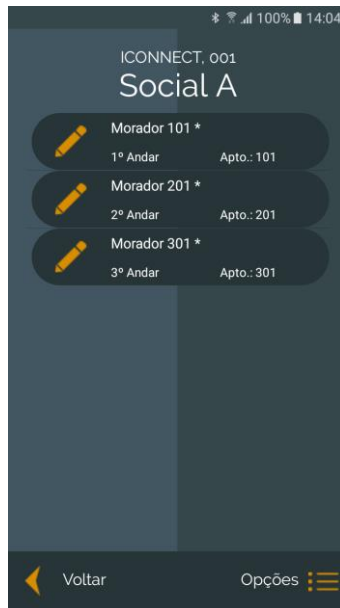 100% 14:04
ICONNECT, 001
Social A
Morador 101 *
1º Andar Apto.: 101
Morador 201 *
2º Andar Apto.: 201
Morador 301 *
3º Andar Apto.: 301
Voltar Opções